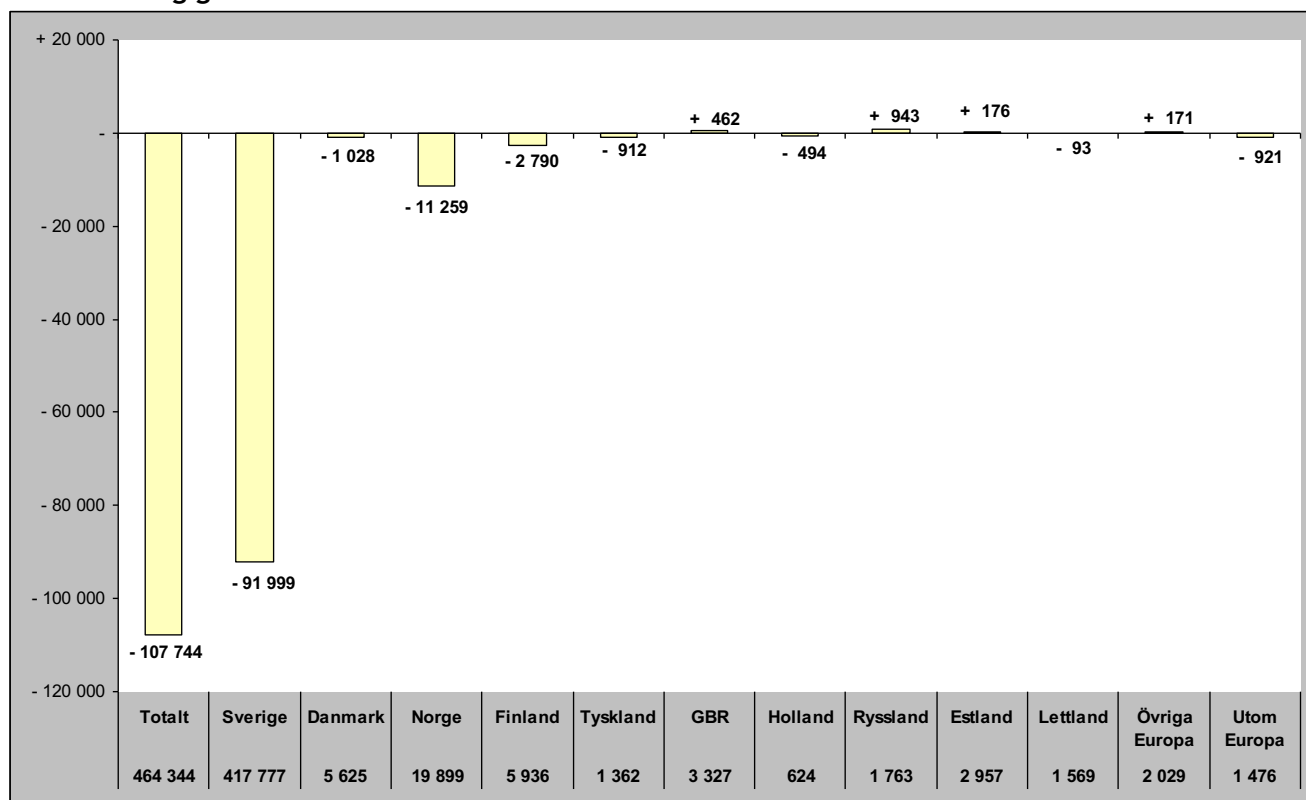 + 20 000
-
- 20 000
- 40 000
- 60 000
- 80 000
- 100 000
- 120 000
- 107 744
- 91 999
- 1 028
- 11 259
- 2 790
- 912
+ 462
- 494
+ 943
+ 176
- 93
+ 171
- 921
Totalt Sverige Danmark Norge Finland Tyskland GBR Holland Ryssland Estland Lettland Övriga Utom
Europa Europa
464 344 417 777 5 625 19 899 5 936 1 362 3 327 624 1 763 2 957 1 569 2 029 1 476